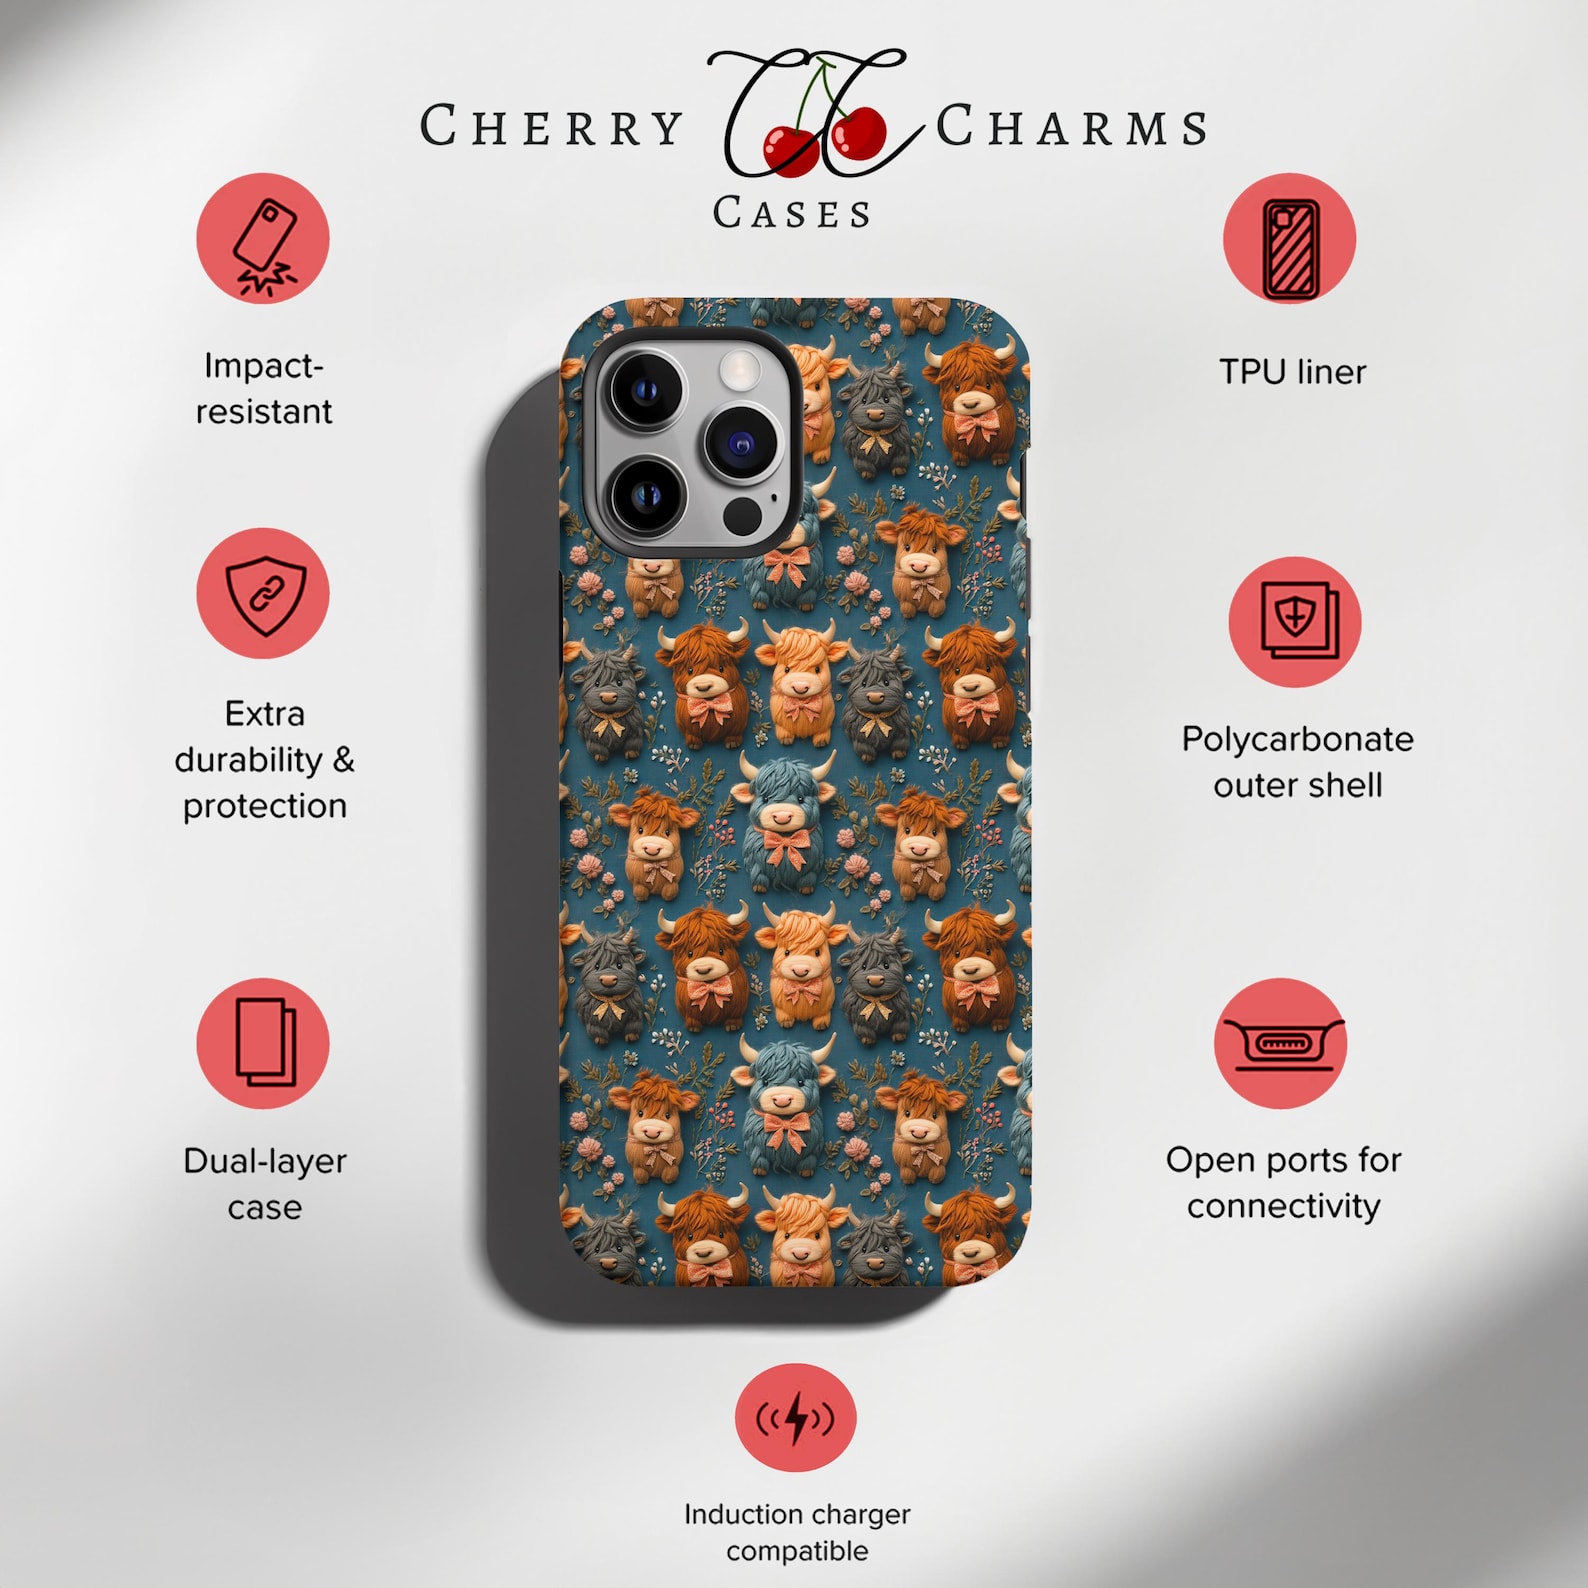 CHERRY CHARMS
CASES
Impact-
resistant
TPU liner
Extra
durability &
protection
Polycarbonate
outer shell
Dual-layer
case
Open ports for
connectivity
Induction charger
compatible